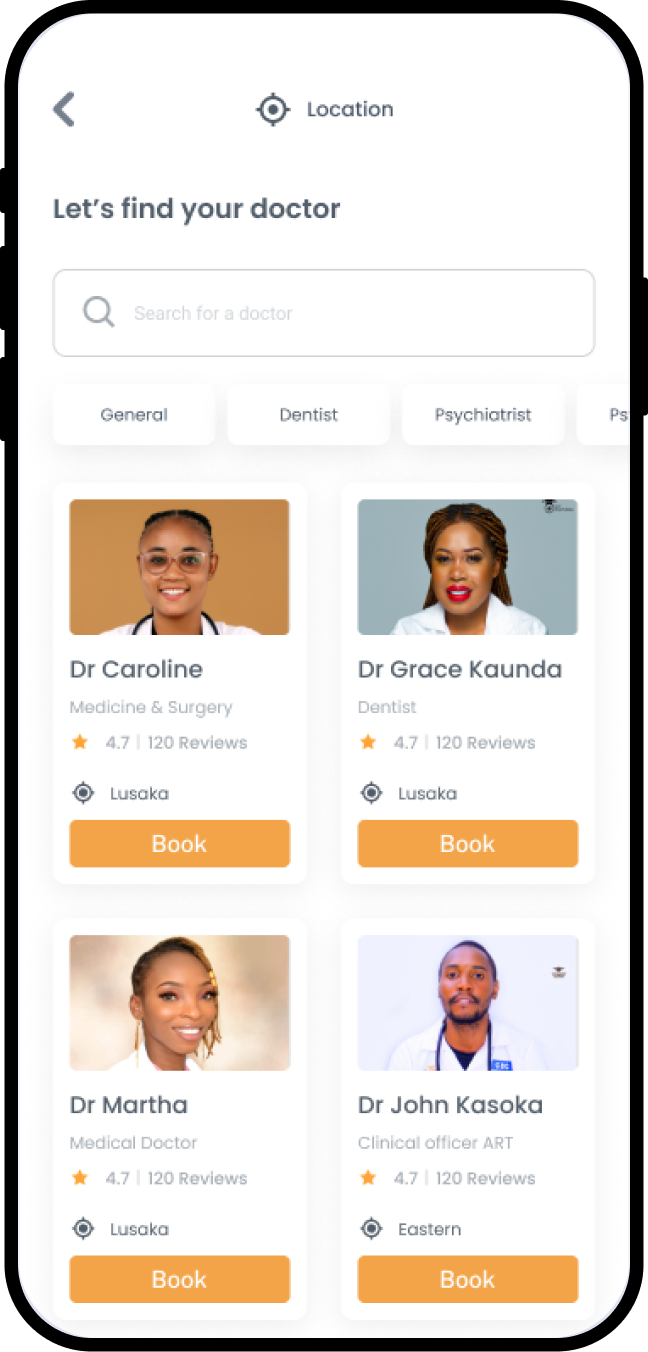 Location
Let’s find your doctor
Search for a doctor
General
Dentist
Psychiatrist
Dr Caroline
Medicine & Surgery
4.7 | 120 Reviews
Lusaka
Book
Dr Grace Kaunda
Dentist
4.7 | 120 Reviews
Lusaka
Book
Dr Martha
Medical Doctor
4.7 | 120 Reviews
Lusaka
Book
Dr John Kasoka
Clinical officer ART
4.7 | 120 Reviews
Eastern
Book